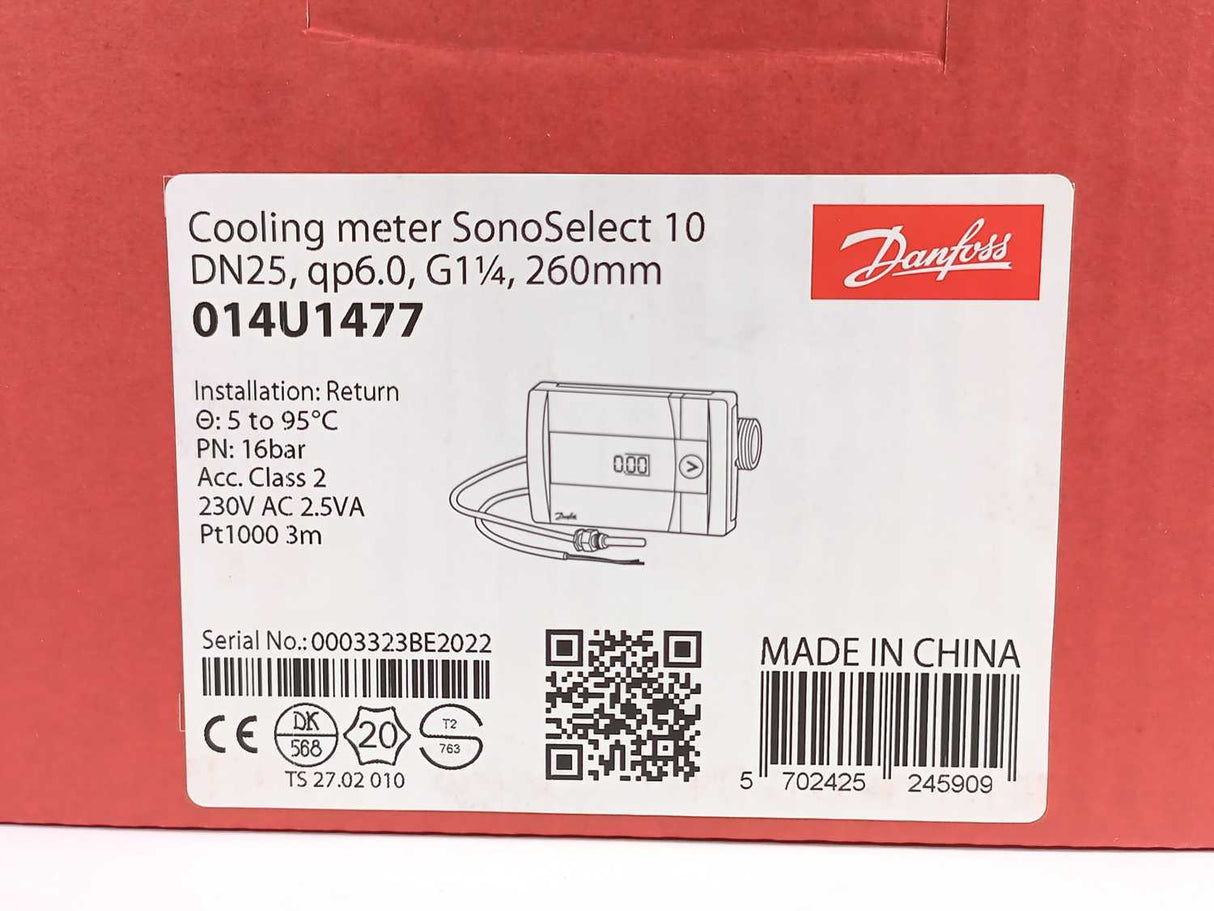 Cooling meter SonoSelect 10
DN25, qp6.0, G1¼, 260mm
014U1477
Danfoss
Installation: Return
Θ: 5 to 95°C
PN: 16bar
Acc. Class 2
230V AC 2.5VA
Pt1000 3m
0.00
>
Danfoss
Serial No.: 0003323BE2022
CE
DK
568
20
T2
S
763
TS 27.02 010
MADE IN CHINA
5 702425 245909